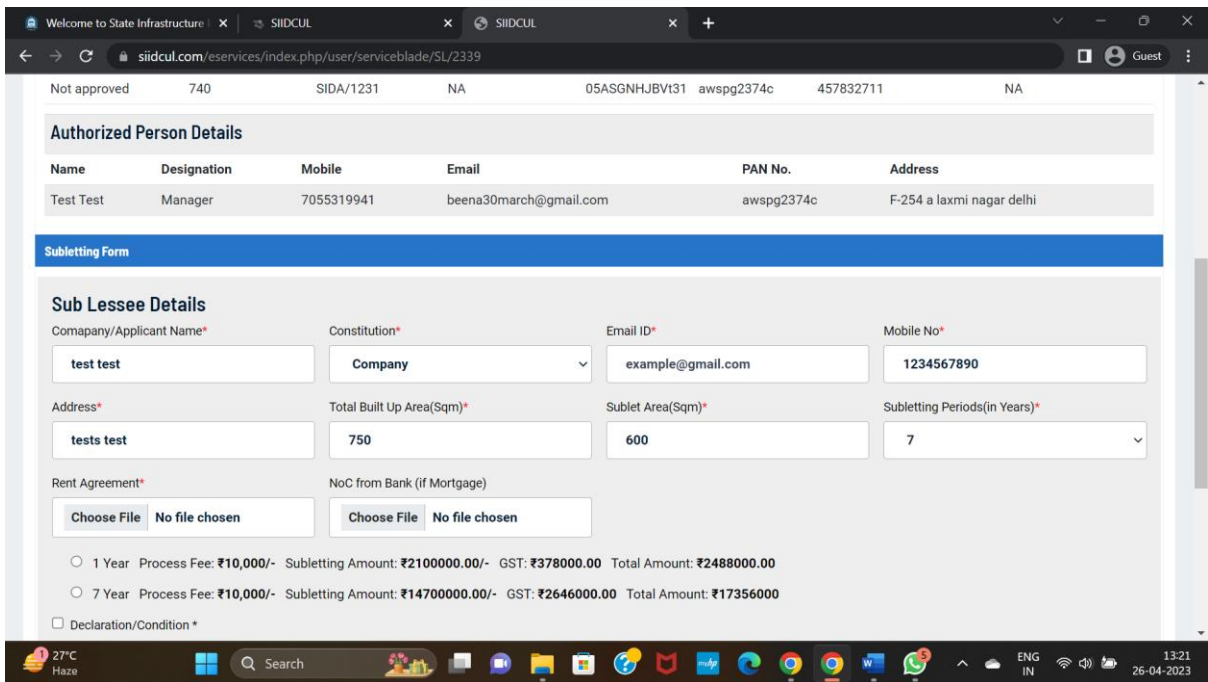 Welcome to State Infrastructure
SIIDCUL
SIIDCUL
siidcul.com/eservices/index.php/user/serviceblade/SL/2339
Guest
Not approved 740 SIDA/1231 NA 05ASGNHJBVt31 awspg2374c 457832711 NA
Authorized Person Details
Name Designation Mobile Email PAN No. Address
Test Test Manager 7055319941 beena30march@gmail.com awspg2374c F-254 a laxmi nagar delhi
Subletting Form
Sub Lessee Details
Comapany/Applicant Name* Constitution* Email ID* Mobile No*
test test Company example@gmail.com 1234567890
Address* Total Built Up Area(Sqm)* Sublet Area(Sqm)* Subletting Periods(in Years)*
tests test 750 600 7
Rent Agreement* NoC from Bank (if Mortgage)
Choose File No file chosen Choose File No file chosen
1 Year Process Fee: ₹10,000/- Subletting Amount: ₹2100000.00/- GST: ₹378000.00 Total Amount: ₹2488000.00
7 Year Process Fee: ₹10,000/- Subletting Amount: ₹14700000.00/- GST: ₹2646000.00 Total Amount: ₹17356000
Declaration/Condition *
1 27°C Haze Search myhp W 5 ENG IN 13:21 26-04-2023